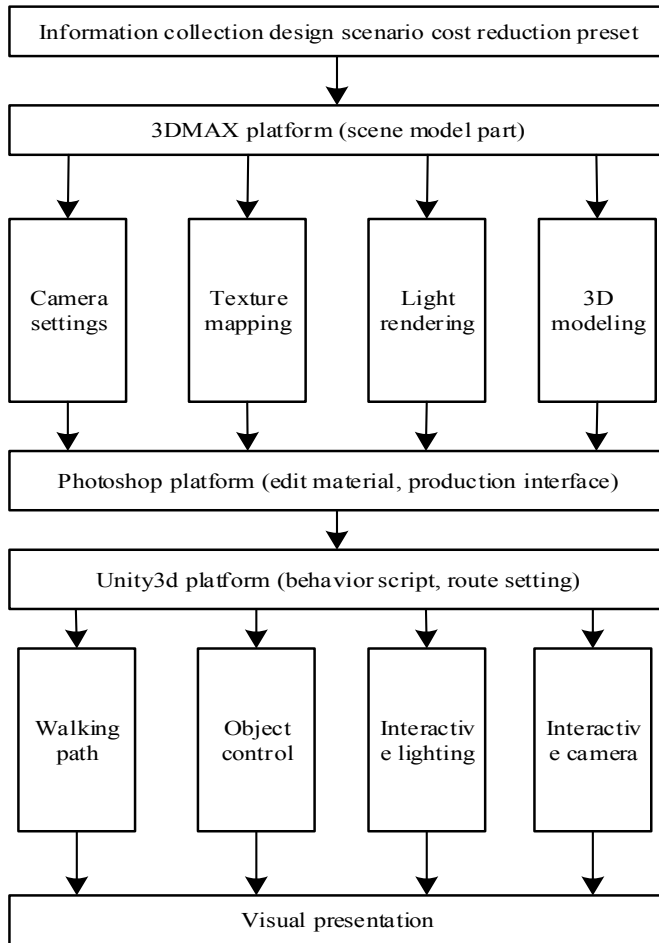 Information collection design scenario cost reduction preset
3DMAX platform (scene model part)
Camera
settings
Texture
mapping
Light
rendering
3D
modeling
Photoshop platform (edit material, production interface)
Unity3d platform (behavior script, route setting)
Walking
path
Object
control
Interactiv
e lighting
Interactiv
e camera
Visual presentation